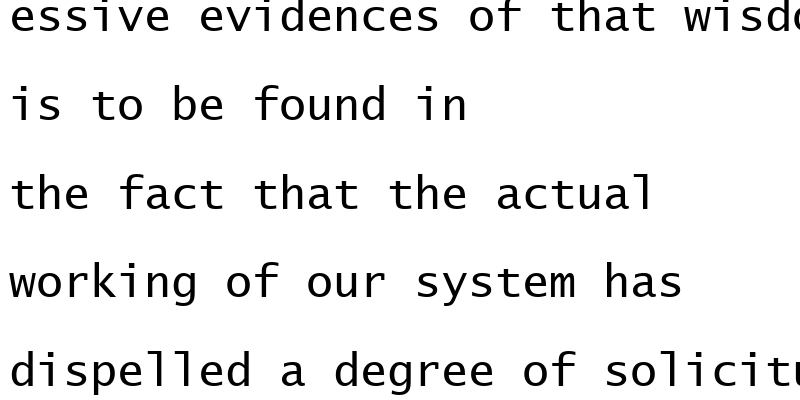 essive evidences of that wisdo
is to be found in
the fact that the actual
working of our system has
dispelled a degree of solicitu